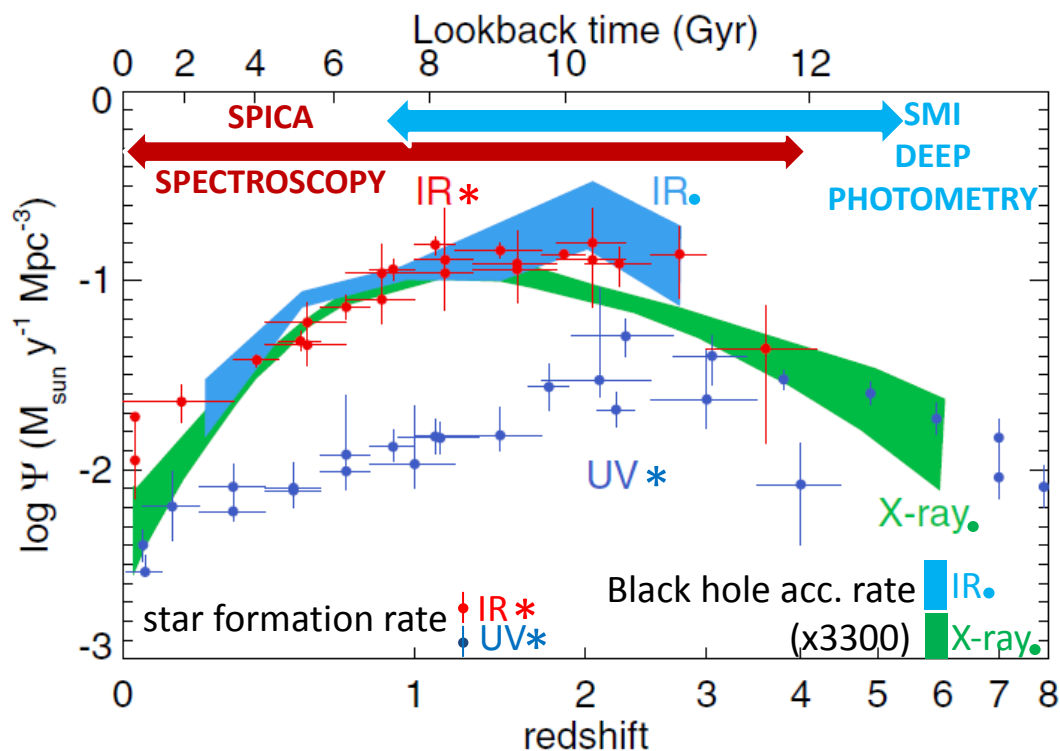 Lookback time (Gyr)
0 2 4 6 8 10 12
0
SPICA
SMI
DEEP
SPECTROSCOPY
PHOTOMETRY
IR * IR●
-1
log Ψ (M sun y-1 Mpc-3)
-2
UV *
X-ray●
Black hole acc. rate IR●
star formation rate IR *
(x3300) X-ray●
UV*
-3
0 1 2 3 4 5 6 7 8
redshift